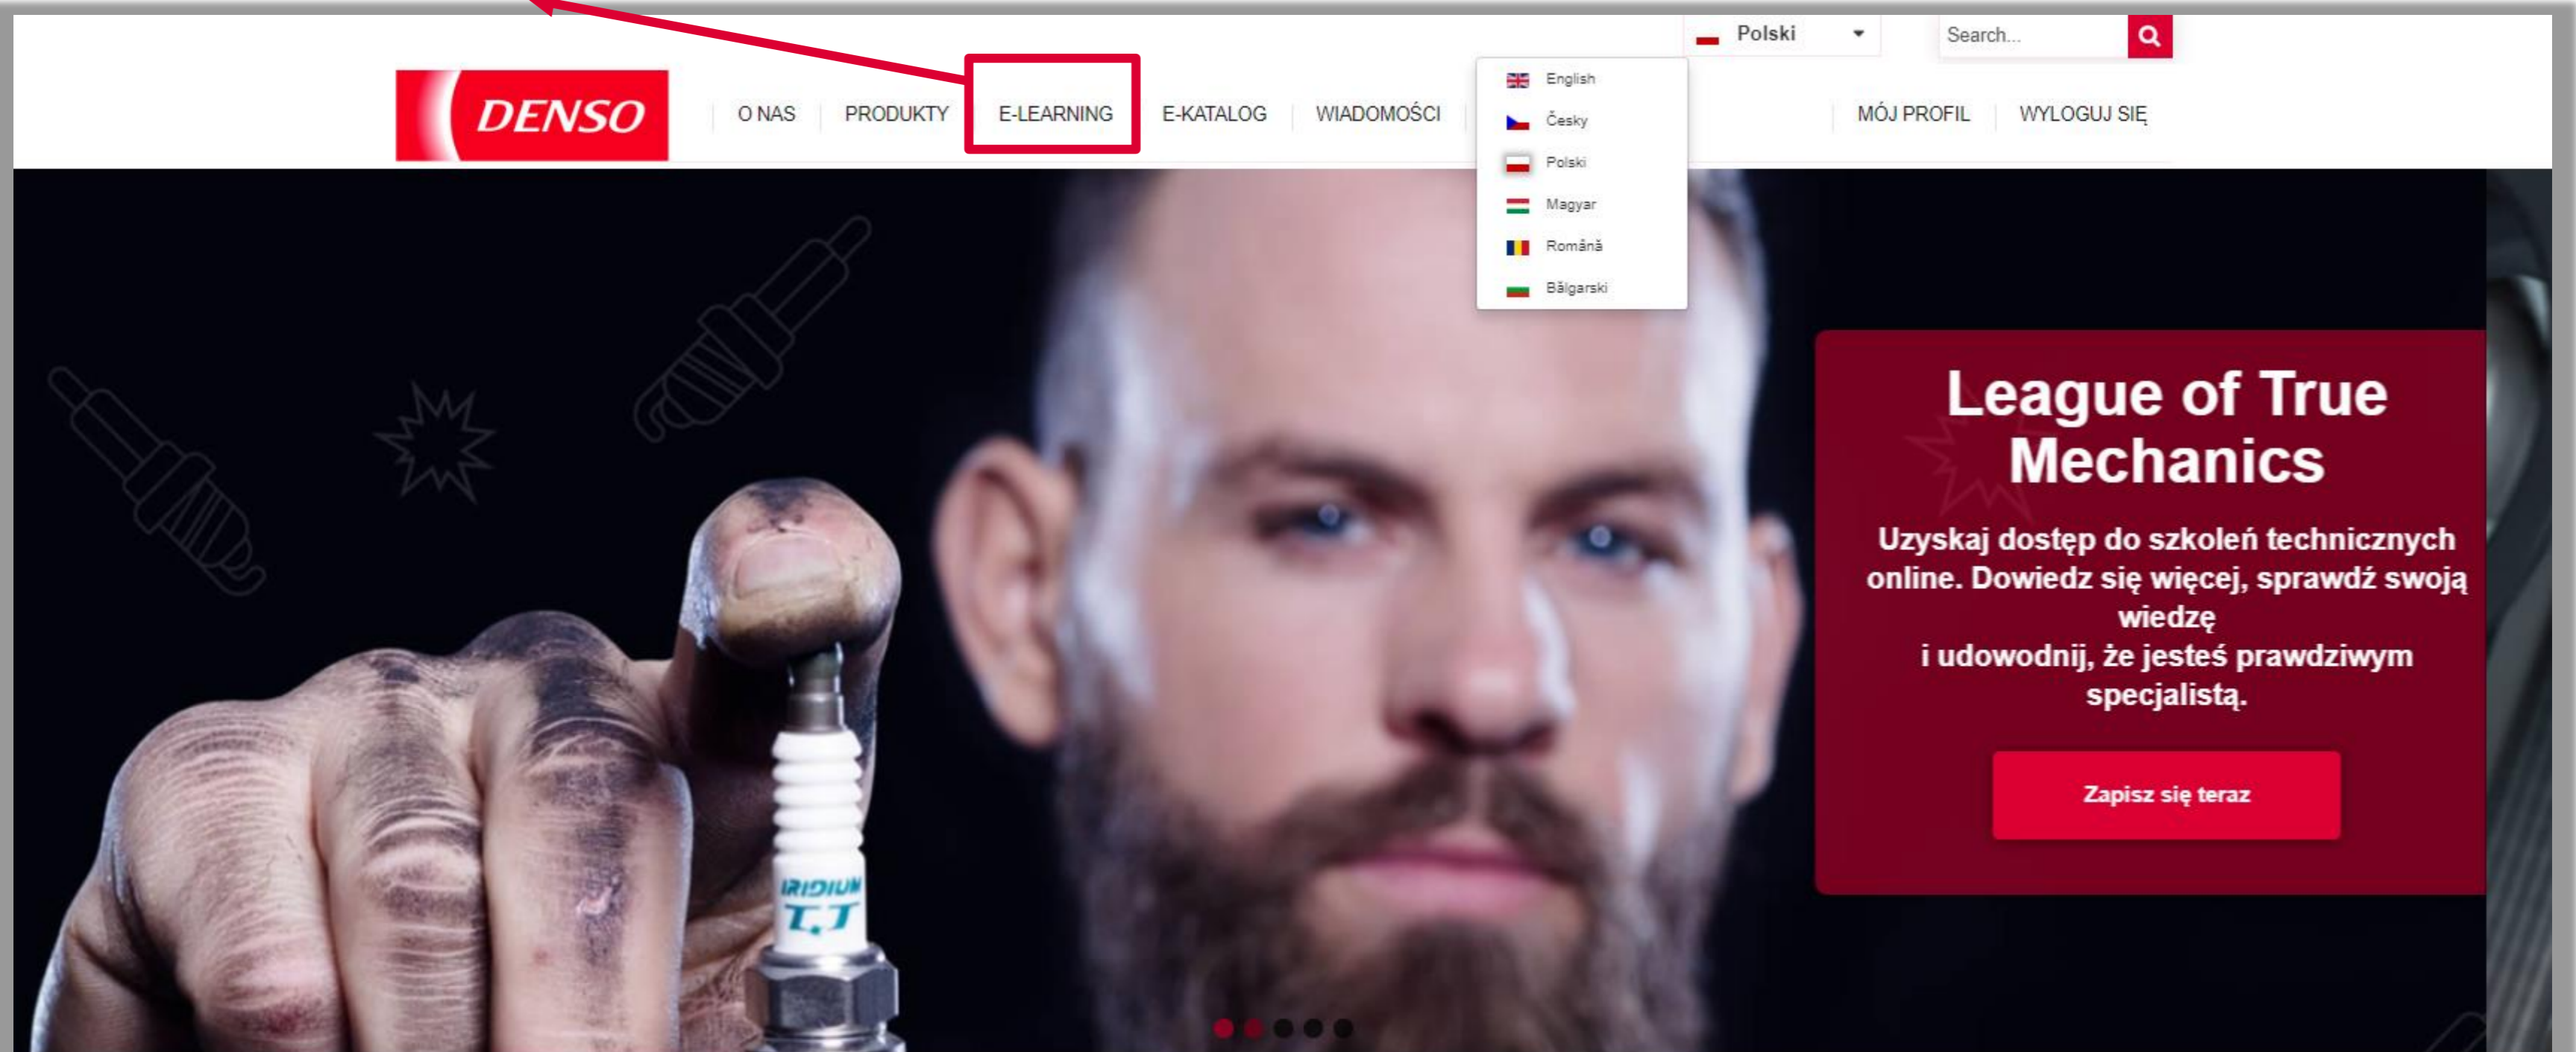 Polski
Search...
DENSO
O NAS
PRODUKTY
E-LEARNING
E-KATALOG
WIADOMOŚCI
MÓJ PROFIL
WYLOGUJ SIĘ
English
Česky
Polski
Magyar
Română
Bălgarski
League of True
Mechanics
Uzyskaj dostęp do szkoleń technicznych
online. Dowiedz się więcej, sprawdź swoją
wiedzę
i udowodnij, że jesteś prawdziwym
specjalistą.
Zapisz się teraz
IRIDIUM
TT